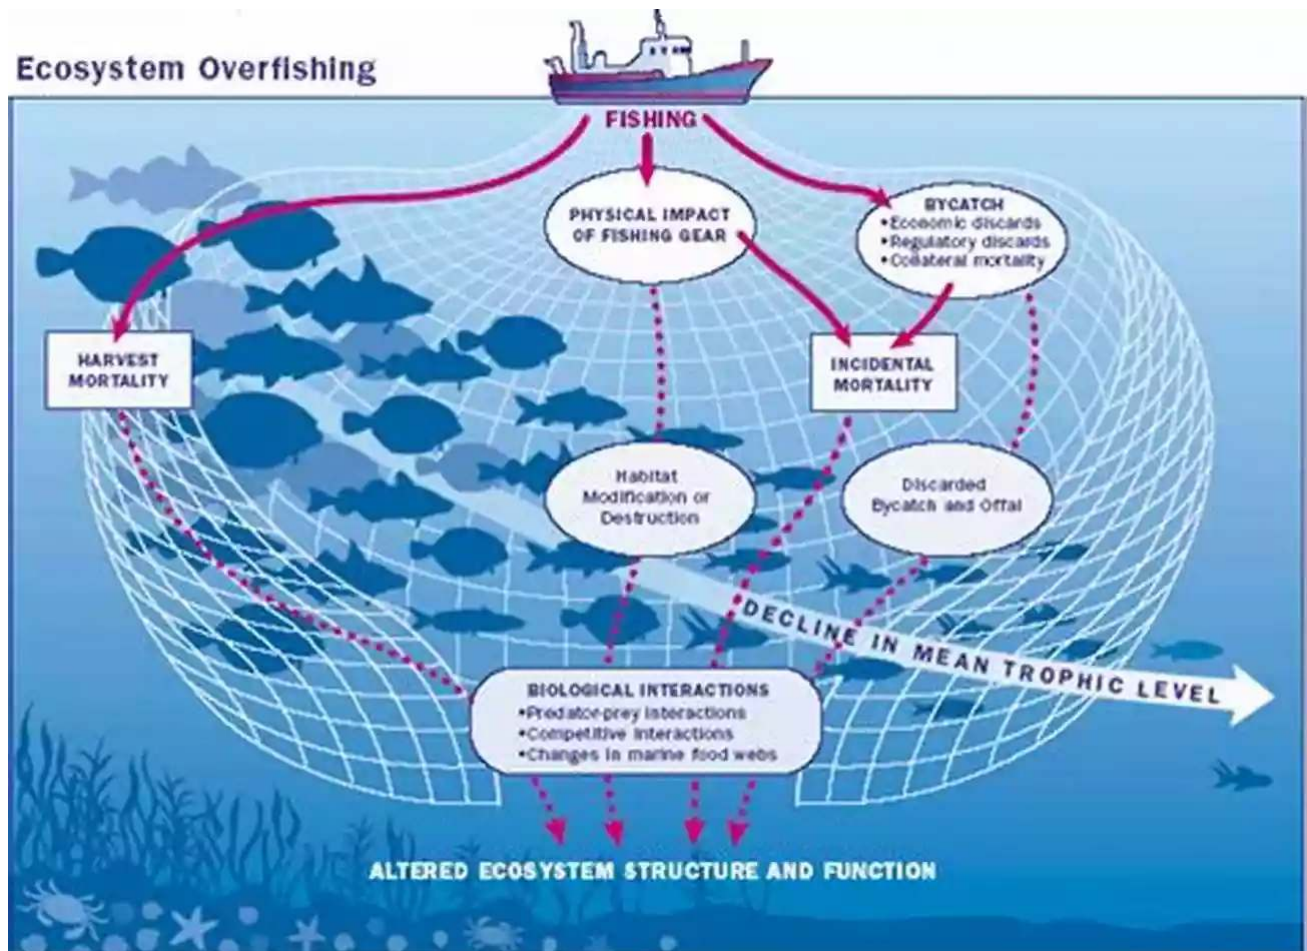 Ecosystem Overfishing
FISHING
PHYSICAL IMPACT
OF FISHING GEAR
BYCATCH
•Economic discards
•Regulatory discards
•Collateral mortality
HARVEST
MORTALITY
INCIDENTAL
MORTALITY
Habitat
Modification or
Destruction
Discarded
Bycatch and Offal
DECLINE IN MEAN TROPHIC LEVEL
BIOLOGICAL INTERACTIONS
•Predator-prey interactions
•Competitive interactions
•Changes in marine food webs
ALTERED ECOSYSTEM STRUCTURE AND FUNCTION